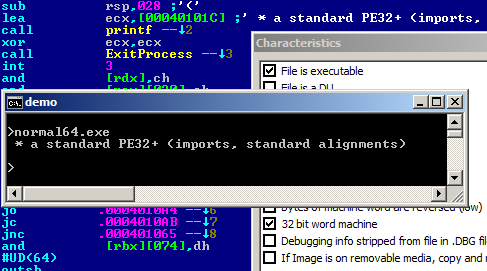 sub rsp,028 ;'('
lea ecx,[00040101C] ;' * a standard PE32+ (imports,
call printf --↓2
xor ecx,ecx
call ExitProcess --↓3
int 3
and [rdx],ch
Characteristics
File is executable
File is a DLL
demo
>normal64.exe
* a standard PE32+ (imports, standard alignments)
>
jo .0004010A4 --↓6
jb .0004010AB --↓7
jnc .000401065 --↓8
and [rbx][074],dh
#UD(64)
outsb
Bytes of machine word are reversed (low)
32 bit word machine
Debugging info stripped from file in .DBG f
If Image is on removable media, copy and r